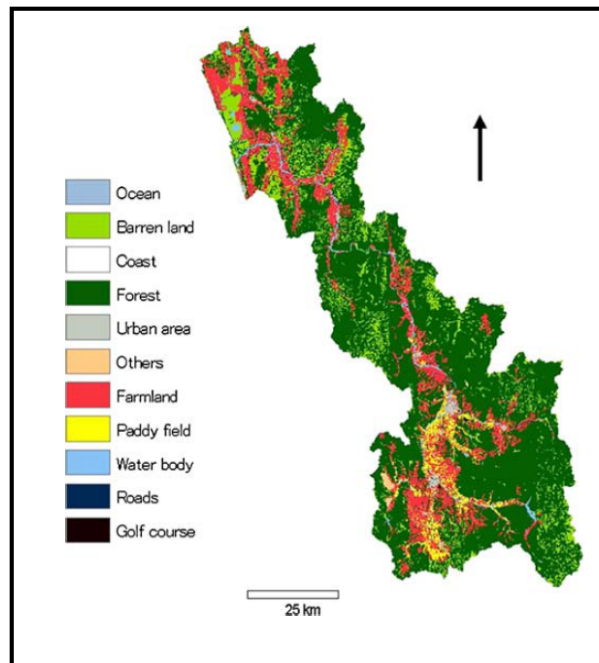 Ocean
Barren land
Coast
Forest
Urban area
Others
Farmland
Paddy field
Water body
Roads
Golf course
25 km